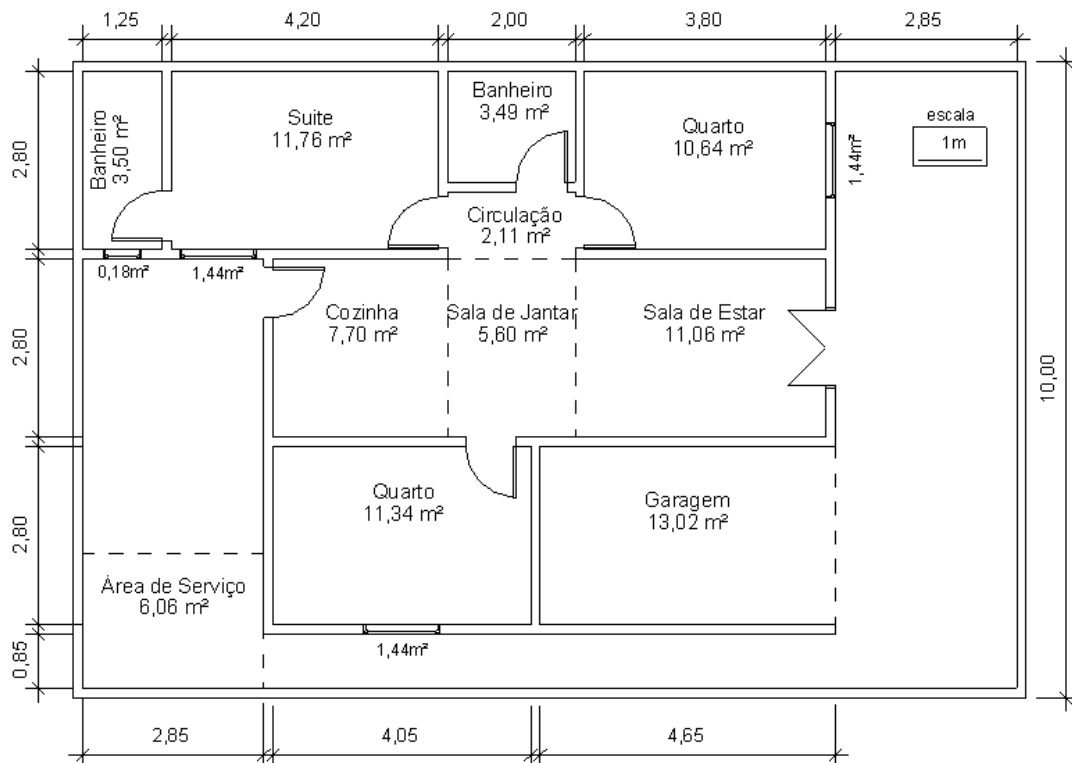 1,25
4,20
2,00
3,80
2,85
Banheiro
3,50 m²
Suite
11,76 m²
Banheiro
3,49 m²
Quarto
10,64 m²
escala
1m
2,80
1,44m²
Circulação
2,11 m²
0,18m²
1,44m²
Cozinha
7,70 m²
Sala de Jantar
5,60 m²
Sala de Estar
11,06 m²
2,80
10,00
Quarto
11,34 m²
Garagem
13,02 m²
2,80
Área de Serviço
6,06 m²
1,44m²
0,85
2,85
4,05
4,65